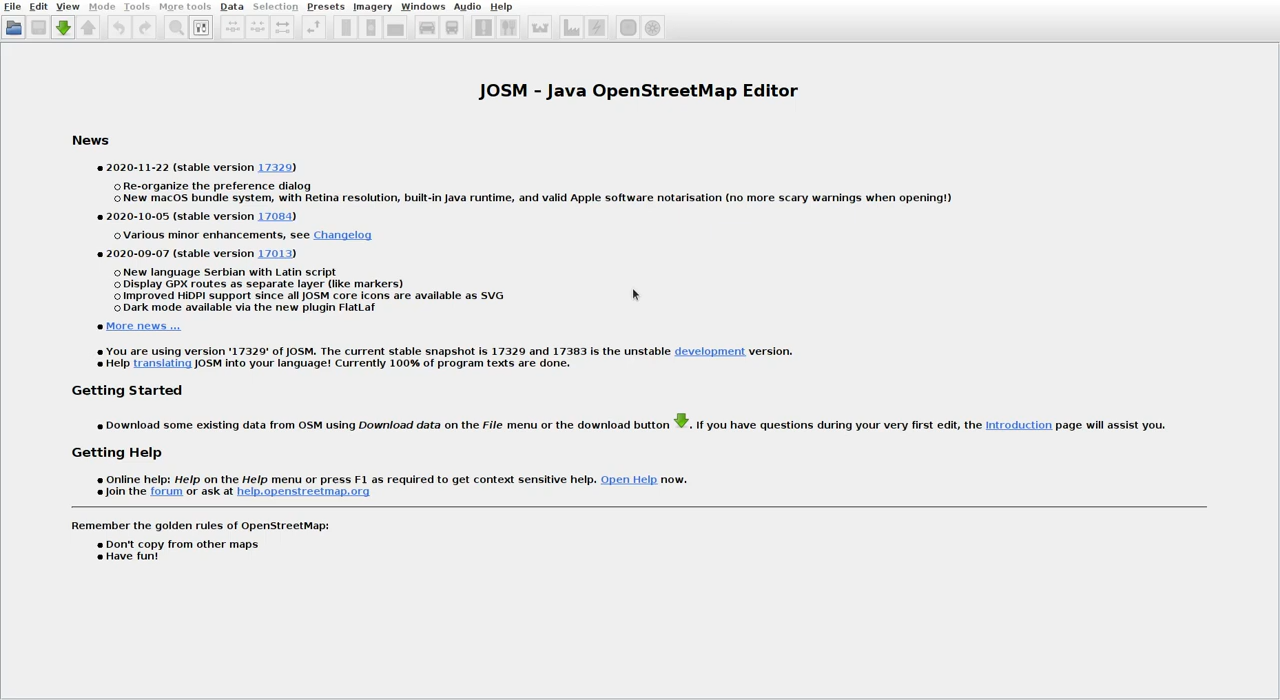 File Edit View Mode Tools More tools Data Selection Presets Imagery Windows Audio Help
JOSM – Java OpenStreetMap Editor
News
2020-11-22 (stable version 17329)
Re-organize the preference dialog
New macOS bundle system, with Retina resolution, built-in Java runtime, and valid Apple software notarisation (no more scary warnings when opening!)
2020-10-05 (stable version 17084)
Various minor enhancements, see Changelog
2020-09-07 (stable version 17013)
New language Serbian with Latin script
Display GPX routes as separate layer (like markers)
Improved HiDPI support since all JOSM core icons are available as SVG
Dark mode available via the new plugin FlatLaf
More news ...
You are using version '17329' of JOSM. The current stable snapshot is 17329 and 17383 is the unstable development version.
Help translating JOSM into your language! Currently 100% of program texts are done.
Getting Started
Download some existing data from OSM using Download data on the File menu or the download button . If you have questions during your very first edit, the Introduction page will assist you.
Getting Help
Online help: Help on the Help menu or press F1 as required to get context sensitive help. Open Help now.
Join the forum or ask at help.openstreetmap.org
Remember the golden rules of OpenStreetMap:
Don't copy from other maps
Have fun!